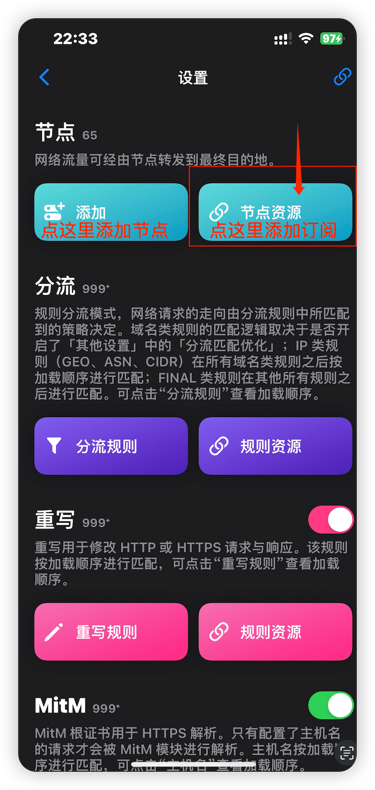 22:33
97
设置
节点 65
网络流量可经由节点转发到最终目的地。
添加
节点资源
点这里添加节点
点这里添加订阅
分流 999+
规则分流模式，网络请求的走向由分流规则中所匹配
到的策略决定。域名类规则的匹配逻辑取决于是否开
启了「其他设置」中的「分流匹配优化」；IP 类规
则（GEO、ASN、CIDR）在所有域名类规则之后按
加载顺序进行匹配；FINAL 类规则在其他所有规则之
后进行匹配。可点击“分流规则”查看加载顺序。
分流规则
规则资源
重写 999+
重写用于修改 HTTP 或 HTTPS 请求与响应。该规则
按加载顺序进行匹配，可点击“重写规则”查看加载
顺序。
重写规则
规则资源
MitM 999+
MitM 根证书用于 HTTPS 解析。只有配置了主机名
的请求才会被 MitM 模块进行解析。主机名按加载顺
序进行匹配，可点击“主机名”查看加载顺序。